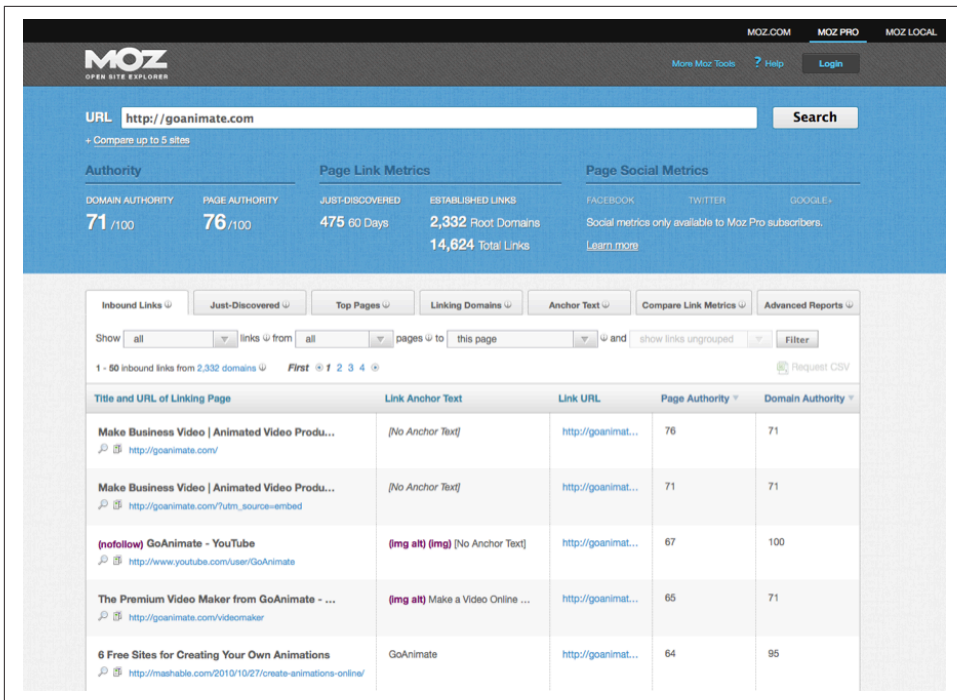 MOZ.COM MOZ PRO MOZ LOCAL
MOZ
OPEN SITE EXPLORER
More Moz Tools ? Help Login
URL http://goanimate.com Search
+ Compare up to 5 sites
Authority Page Link Metrics Page Social Metrics
DOMAIN AUTHORITY PAGE AUTHORITY JUST-DISCOVERED ESTABLISHED LINKS FACEBOOK TWITTER GOOGLE+
71 /100 76/100 475 60 Days 2,332 Root Domains Social metrics only available to Moz Pro subscribers.
14,624 Total Links Learn more
Inbound Links Just-Discovered Top Pages Linking Domains Anchor Text Compare Link Metrics Advanced Reports
Show all links from all pages to this page and show links ungrouped Filter
1 - 50 inbound links from 2,332 domains First 1 2 3 4 Request CSV
Title and URL of Linking Page Link Anchor Text Link URL Page Authority Domain Authority
Make Business Video | Animated Video Produ... [No Anchor Text] http://goanimat... 76 71
http://goanimate.com/
Make Business Video | Animated Video Produ... [No Anchor Text] http://goanimat... 71 71
http://goanimate.com/?utm_source=embed
(nofollow) GoAnimate - YouTube (img alt) (img) [No Anchor Text] http://goanimat... 67 100
http://www.youtube.com/user/GoAnimate
The Premium Video Maker from GoAnimate - ... (img alt) Make a Video Online ... http://goanimat... 65 71
http://goanimate.com/videomaker
6 Free Sites for Creating Your Own Animations GoAnimate http://goanimat... 64 95
http://mashable.com/2010/10/27/create-animations-online/